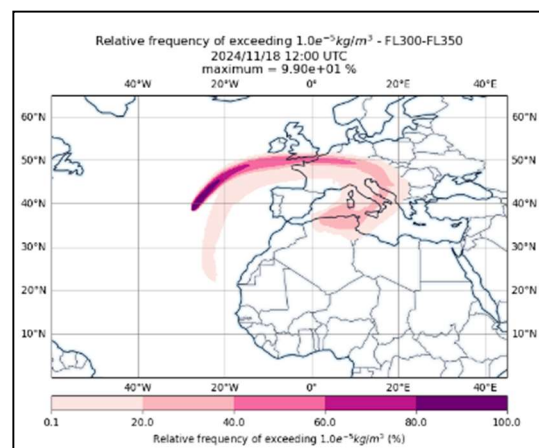 Relative frequency of exceeding 1.0e⁻⁵kg/m³ - FL300-FL350
2024/11/18 12:00 UTC
maximum = 9.90e+01 %
40°W 20°W 0° 20°E 40°E
60°N 60°N
50°N 50°N
40°N 40°N
30°N 30°N
20°N 20°N
10°N 10°N
40°W 20°W 0° 20°E 40°E
0.1 20.0 40.0 60.0 80.0 100.0
Relative frequency of exceeding 1.0e⁻⁵kg/m³ (%)